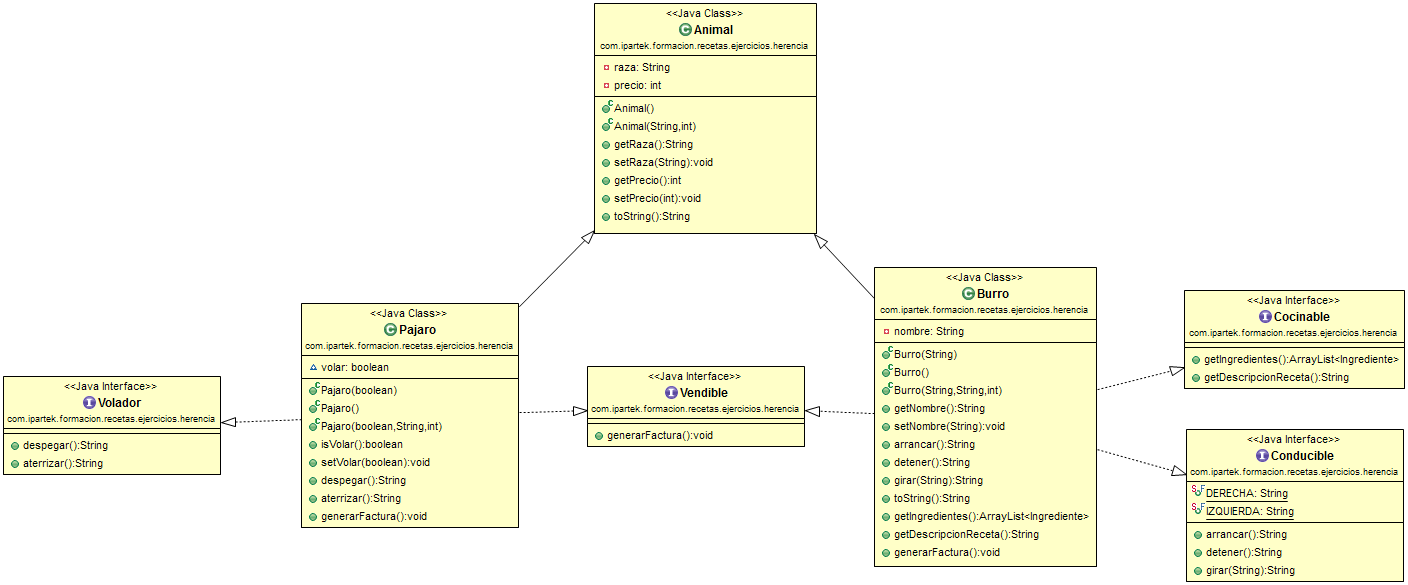 <<Java Class>>
Animal
com.ipartek.formacion.recetas.ejercicios.herencia
raza: String
precio: int
Animal()
Animal(String,int)
getRaza():String
setRaza(String):void
getPrecio():int
setPrecio(int):void
toString():String
<<Java Class>>
Pajaro
com.ipartek.formacion.recetas.ejercicios.herencia
volar: boolean
Pajaro(boolean)
Pajaro()
Pajaro(boolean,String,int)
isVolar():boolean
setVolar(boolean):void
despegar():String
aterrizar():String
generarFactura():void
<<Java Interface>>
Volador
com.ipartek.formacion.recetas.ejercicios.herencia
despegar():String
aterrizar():String
<<Java Interface>>
Vendible
com.ipartek.formacion.recetas.ejercicios.herencia
generarFactura():void
<<Java Class>>
Burro
com.ipartek.formacion.recetas.ejercicios.herencia
nombre: String
Burro(String)
Burro()
Burro(String,String,int)
getNombre():String
setNombre(String):void
arrancar():String
detener():String
girar(String):String
toString():String
getIngredientes():ArrayList<Ingrediente>
getDescripcionReceta():String
generarFactura():void
<<Java Interface>>
Cocinable
com.ipartek.formacion.recetas.ejercicios.herencia
getIngredientes():ArrayList<Ingrediente>
getDescripcionReceta():String
<<Java Interface>>
Conducible
com.ipartek.formacion.recetas.ejercicios.herencia
DERECHA: String
IZQUIERDA: String
arrancar():String
detener():String
girar(String):String